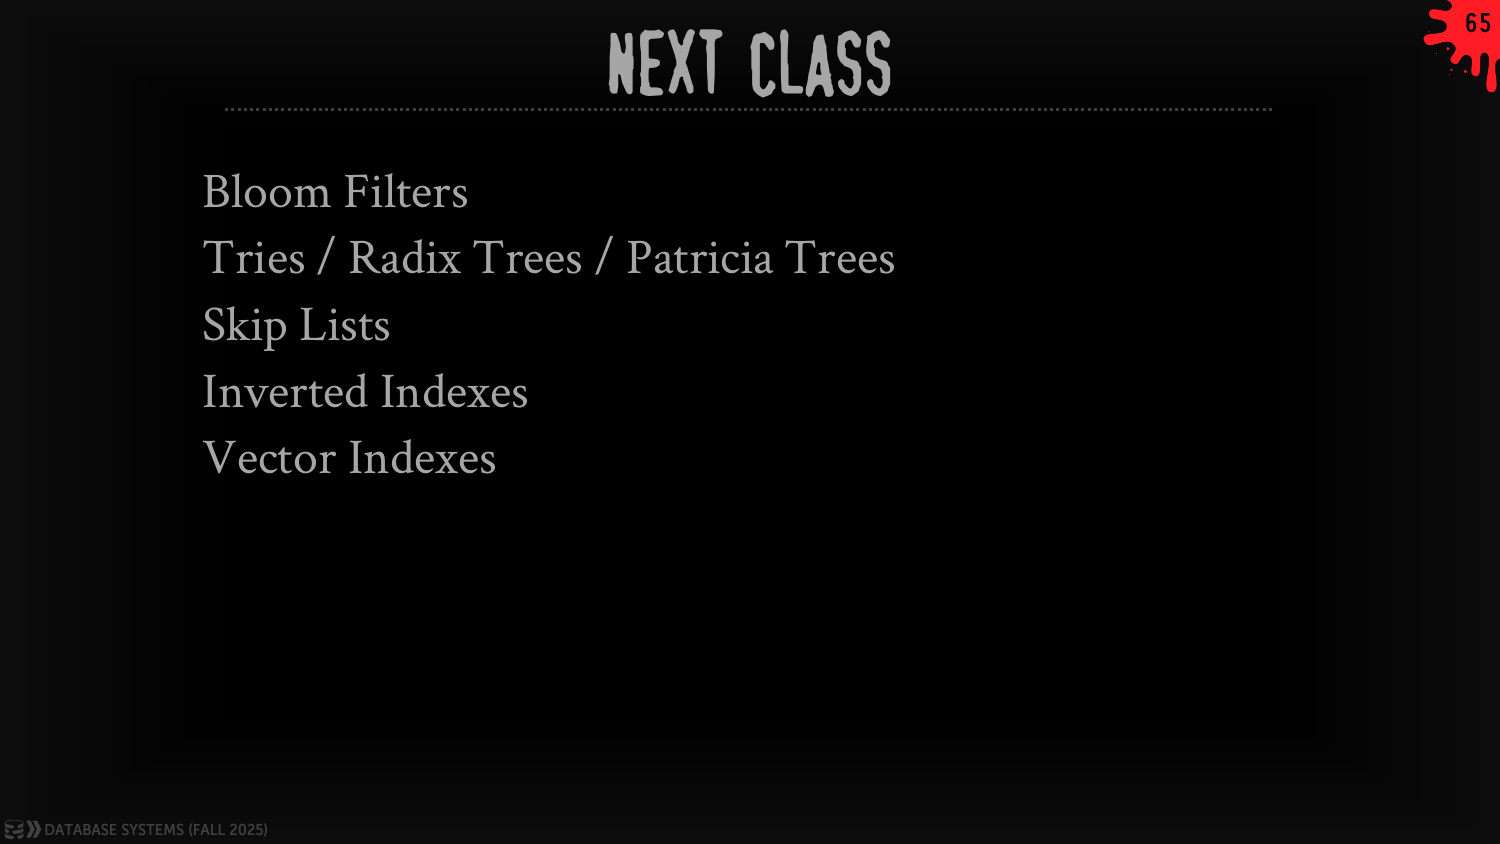 NEXT CLASS
65
Bloom Filters
Tries / Radix Trees / Patricia Trees
Skip Lists
Inverted Indexes
Vector Indexes
DATABASE SYSTEMS (FALL 2025)